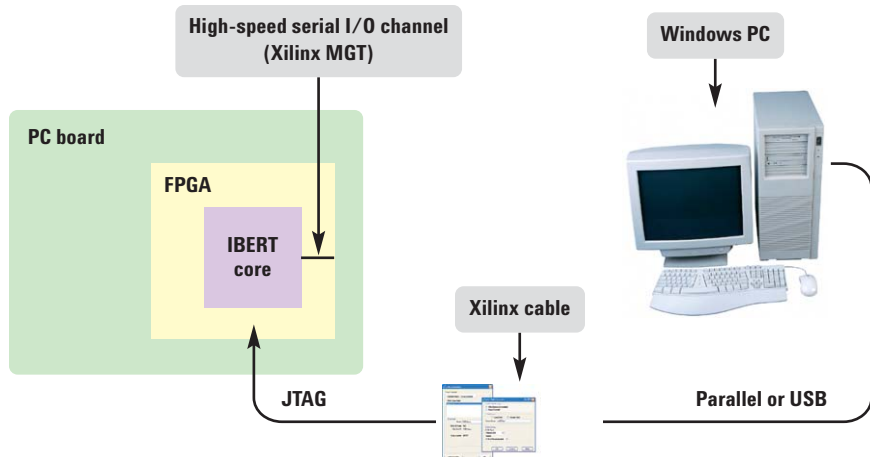 High-speed serial I/O channel
(Xilinx MGT)
Windows PC
PC board
FPGA
IBERT
core
Xilinx cable
JTAG
Parallel or USB